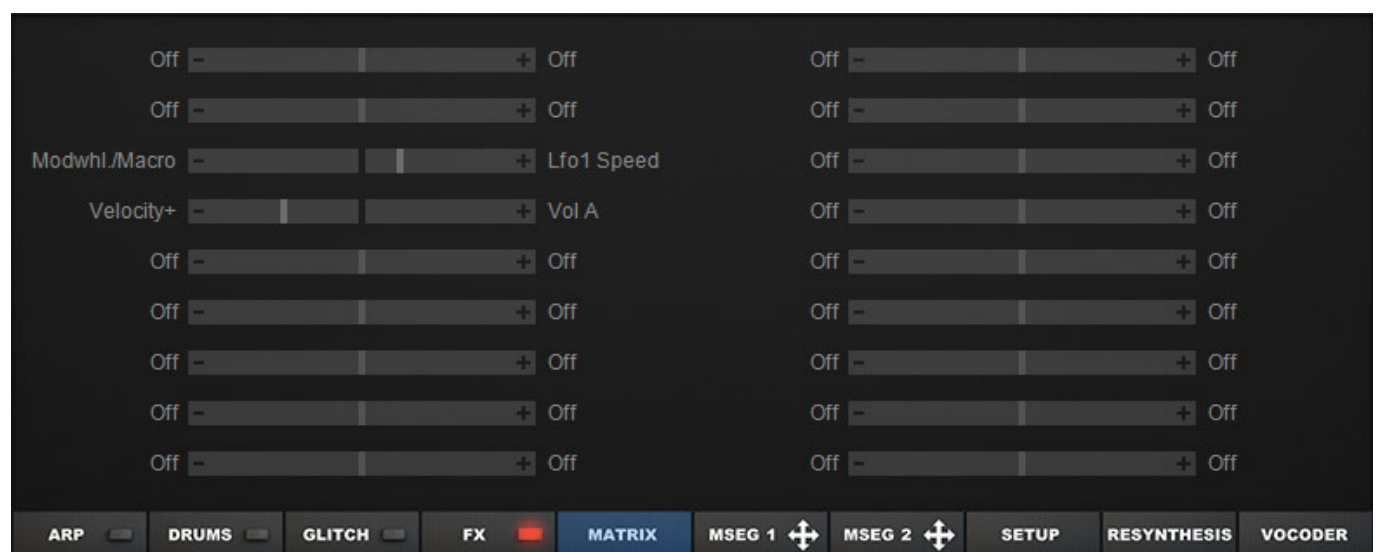 Off - + Off Off - + Off
Off - + Off Off - + Off
Modwhl./Macro - + Lfo1 Speed Off - + Off
Velocity+ - + Vol A Off - + Off
Off - + Off Off - + Off
Off - + Off Off - + Off
Off - + Off Off - + Off
Off - + Off Off - + Off
Off - + Off Off - + Off
ARP DRUMS GLITCH FX MATRIX MSEG 1 MSEG 2 SETUP RESYNTHESIS VOCODER